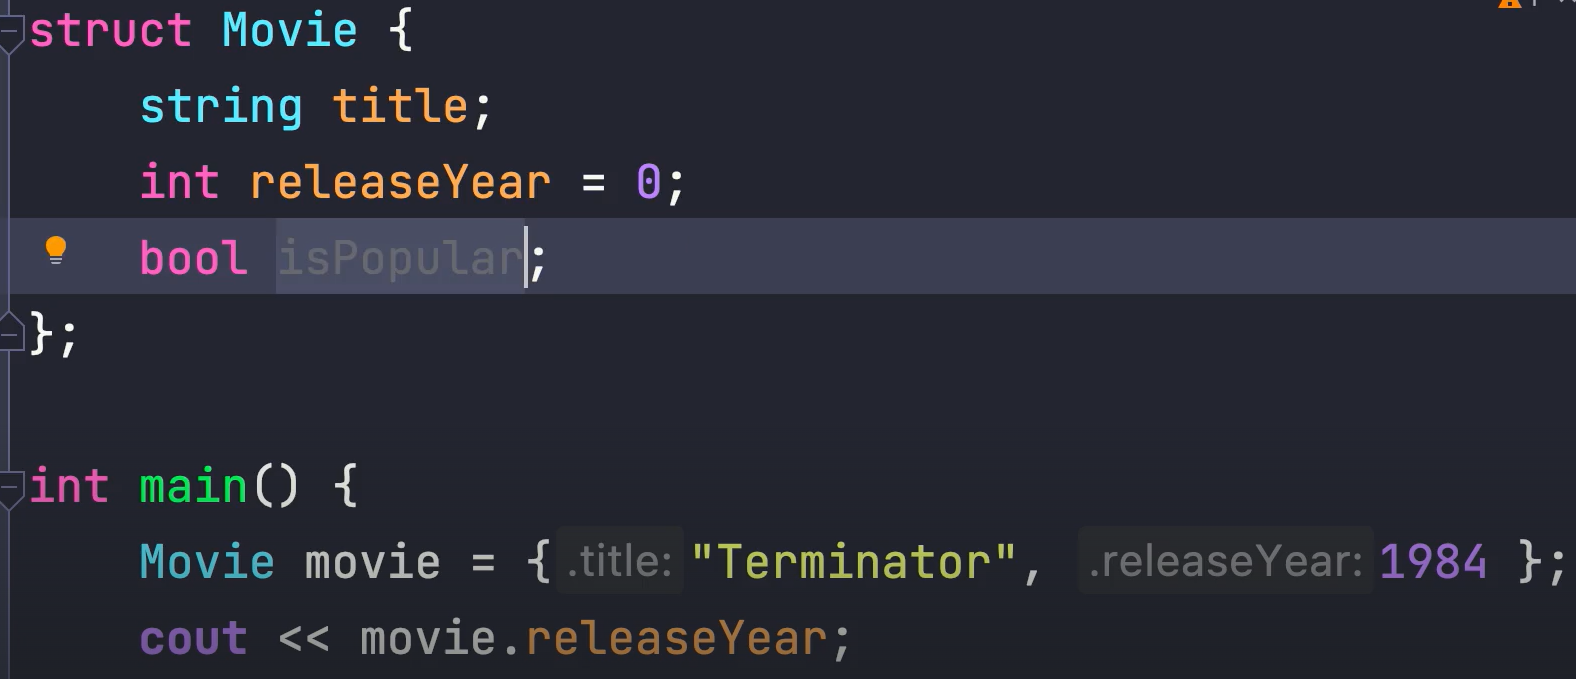 struct Movie {
    string title;
    int releaseYear = 0;
    bool isPopular;
};
int main() {
    Movie movie = { .title: "Terminator", .releaseYear: 1984 };
    cout << movie.releaseYear;